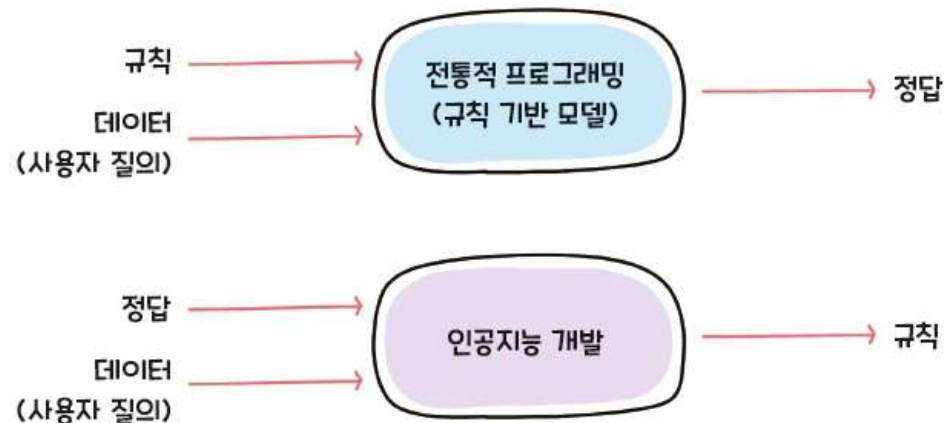 규칙
데이터
(사용자 질의)
전통적 프로그래밍
(규칙 기반 모델)
정답
정답
데이터
(사용자 질의)
인공지능 개발
규칙